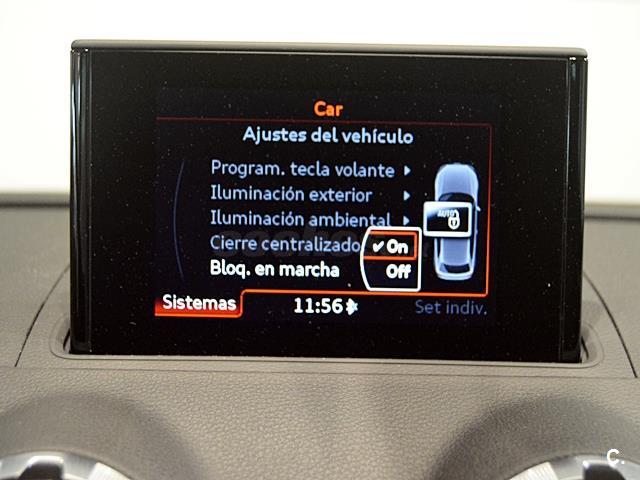 Car
Ajustes del vehículo
Program. tecla volante
Iluminación exterior
Iluminación ambiental
Cierre centralizado
Bloq. en marcha
AUTO
On
Off
Sistemas
11:56
Set indiv.
C.